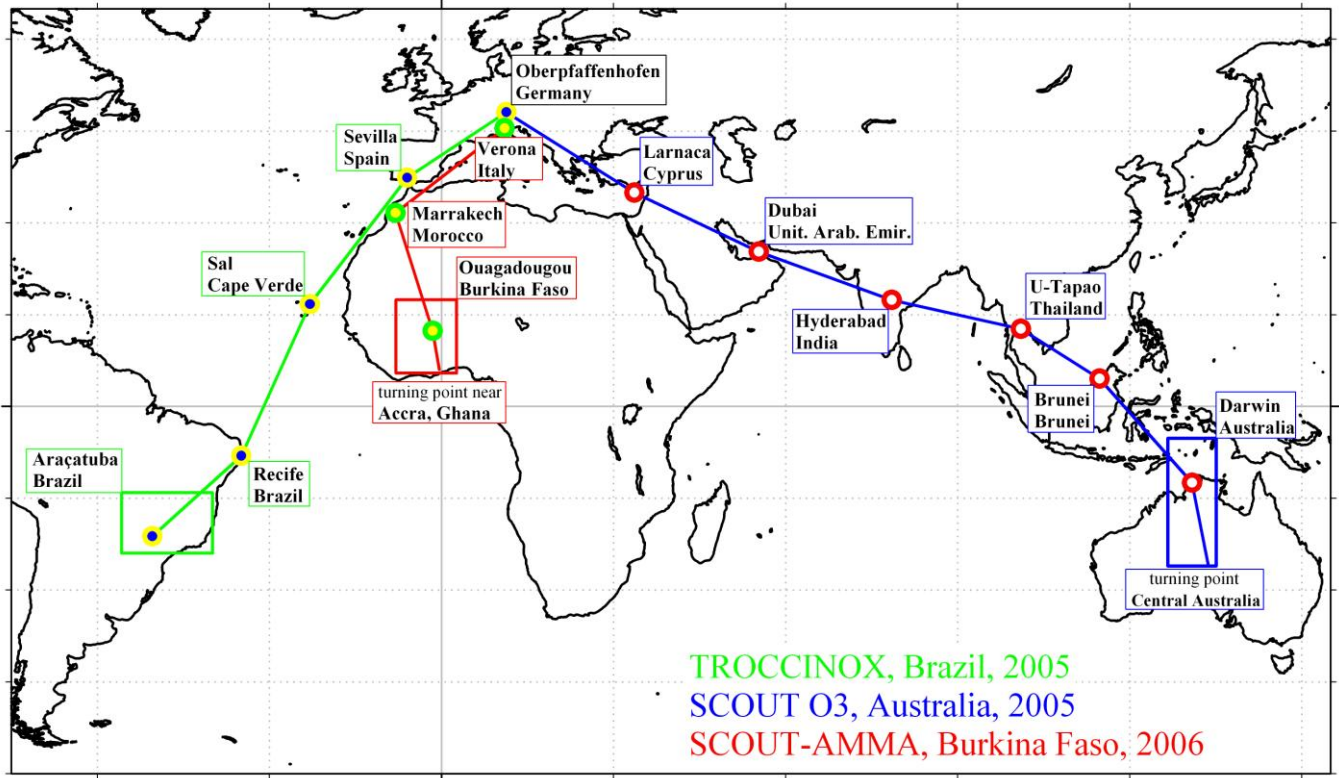 Oberpfaffenhofen
Germany
Sevilla
Spain
Verona
Italy
Larnaca
Cyprus
Marrakech
Morocco
Dubai
Unit. Arab. Emir.
Sal
Cape Verde
Ouagadougou
Burkina Faso
U-Tapao
Thailand
Hyderabad
India
turning point near
Accra, Ghana
Brunei
Brunei
Darwin
Australia
Araçatuba
Brazil
Recife
Brazil
turning point
Central Australia
TROCCINOX, Brazil, 2005
SCOUT O3, Australia, 2005
SCOUT-AMMA, Burkina Faso, 2006